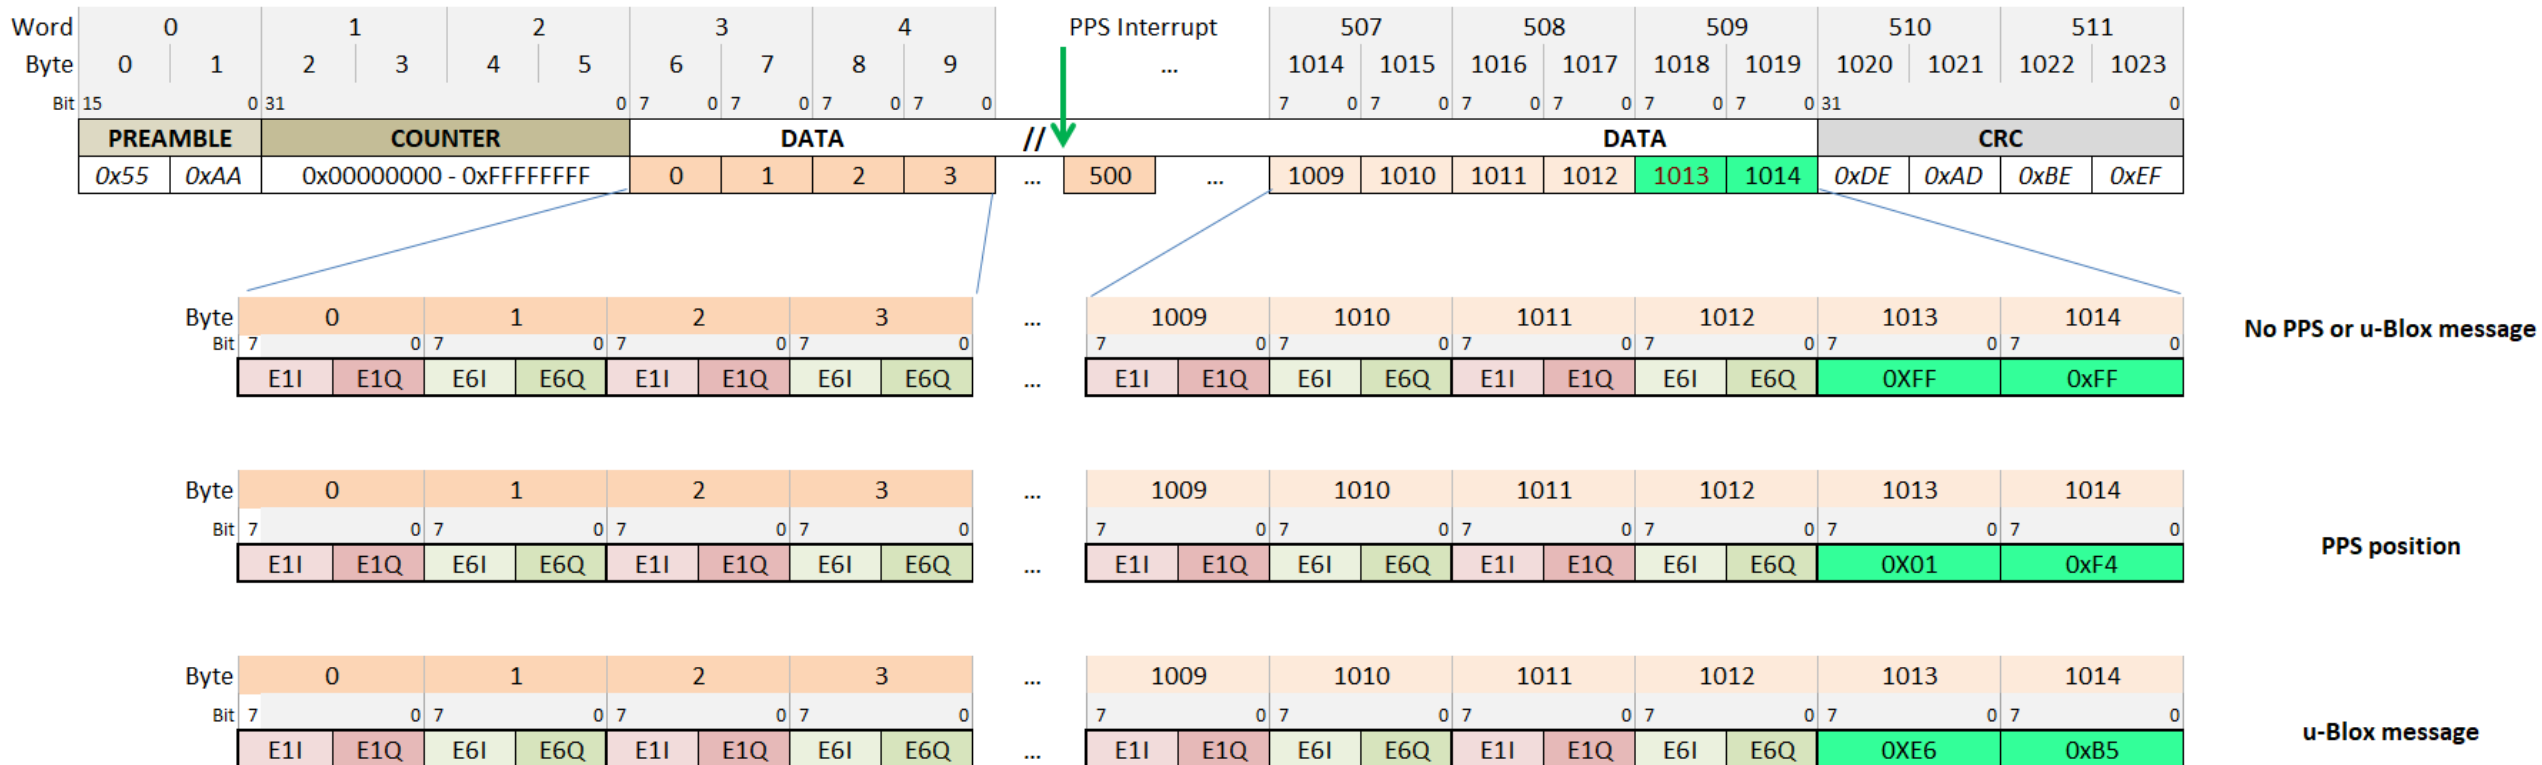 Word 0 1 2 3 4 PPS Interrupt 507 508 509 510 511
Byte 0 1 2 3 4 5 6 7 8 9 ... 1014 1015 1016 1017 1018 1019 1020 1021 1022 1023
Bit 15 0 31 0 7 0 7 0 7 0 7 0 7 0 7 0 7 0 7 0 7 0 7 0 31 0
PREAMBLE COUNTER DATA // DATA CRC
0x55 0xAA 0x00000000 - 0xFFFFFFFF 0 1 2 3 ... 500 ... 1009 1010 1011 1012 1013 1014 0xDE 0xAD 0xBE 0xEF
Byte 0 1 2 3 ... 1009 1010 1011 1012 1013 1014
No PPS or u-Blox message
Bit 7 0 7 0 7 0 7 0 7 0 7 0 7 0 7 0 7 0 7 0
E1I E1Q E6I E6Q E1I E1Q E6I E6Q ... E1I E1Q E6I E6Q E1I E1Q E6I E6Q 0XFF 0xFF
Byte 0 1 2 3 ... 1009 1010 1011 1012 1013 1014
Bit 7 0 7 0 7 0 7 0 7 0 7 0 7 0 7 0 7 0 7 0
PPS position
E1I E1Q E6I E6Q E1I E1Q E6I E6Q ... E1I E1Q E6I E6Q E1I E1Q E6I E6Q 0X01 0xF4
Byte 0 1 2 3 ... 1009 1010 1011 1012 1013 1014
Bit 7 0 7 0 7 0 7 0 7 0 7 0 7 0 7 0 7 0 7 0
u-Blox message
E1I E1Q E6I E6Q E1I E1Q E6I E6Q ... E1I E1Q E6I E6Q E1I E1Q E6I E6Q 0XE6 0xB5